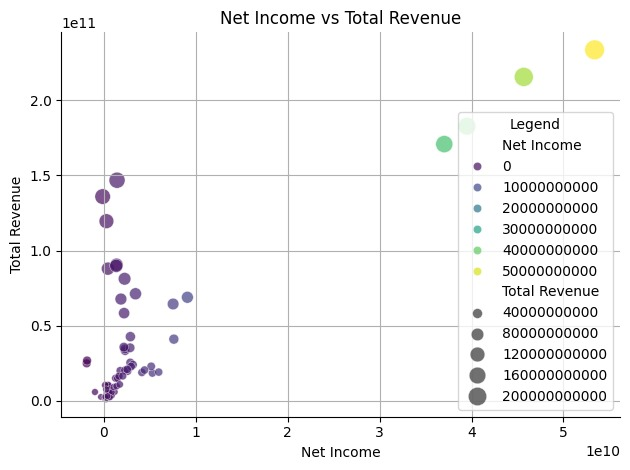 Net Income vs Total Revenue
1e11
2.0
1.5
1.0
0.5
0.0
Total Revenue
0
1
2
3
4
5
1e10
Net Income
Legend
Net Income
0
10000000000
20000000000
30000000000
40000000000
50000000000
Total Revenue
40000000000
80000000000
120000000000
160000000000
200000000000